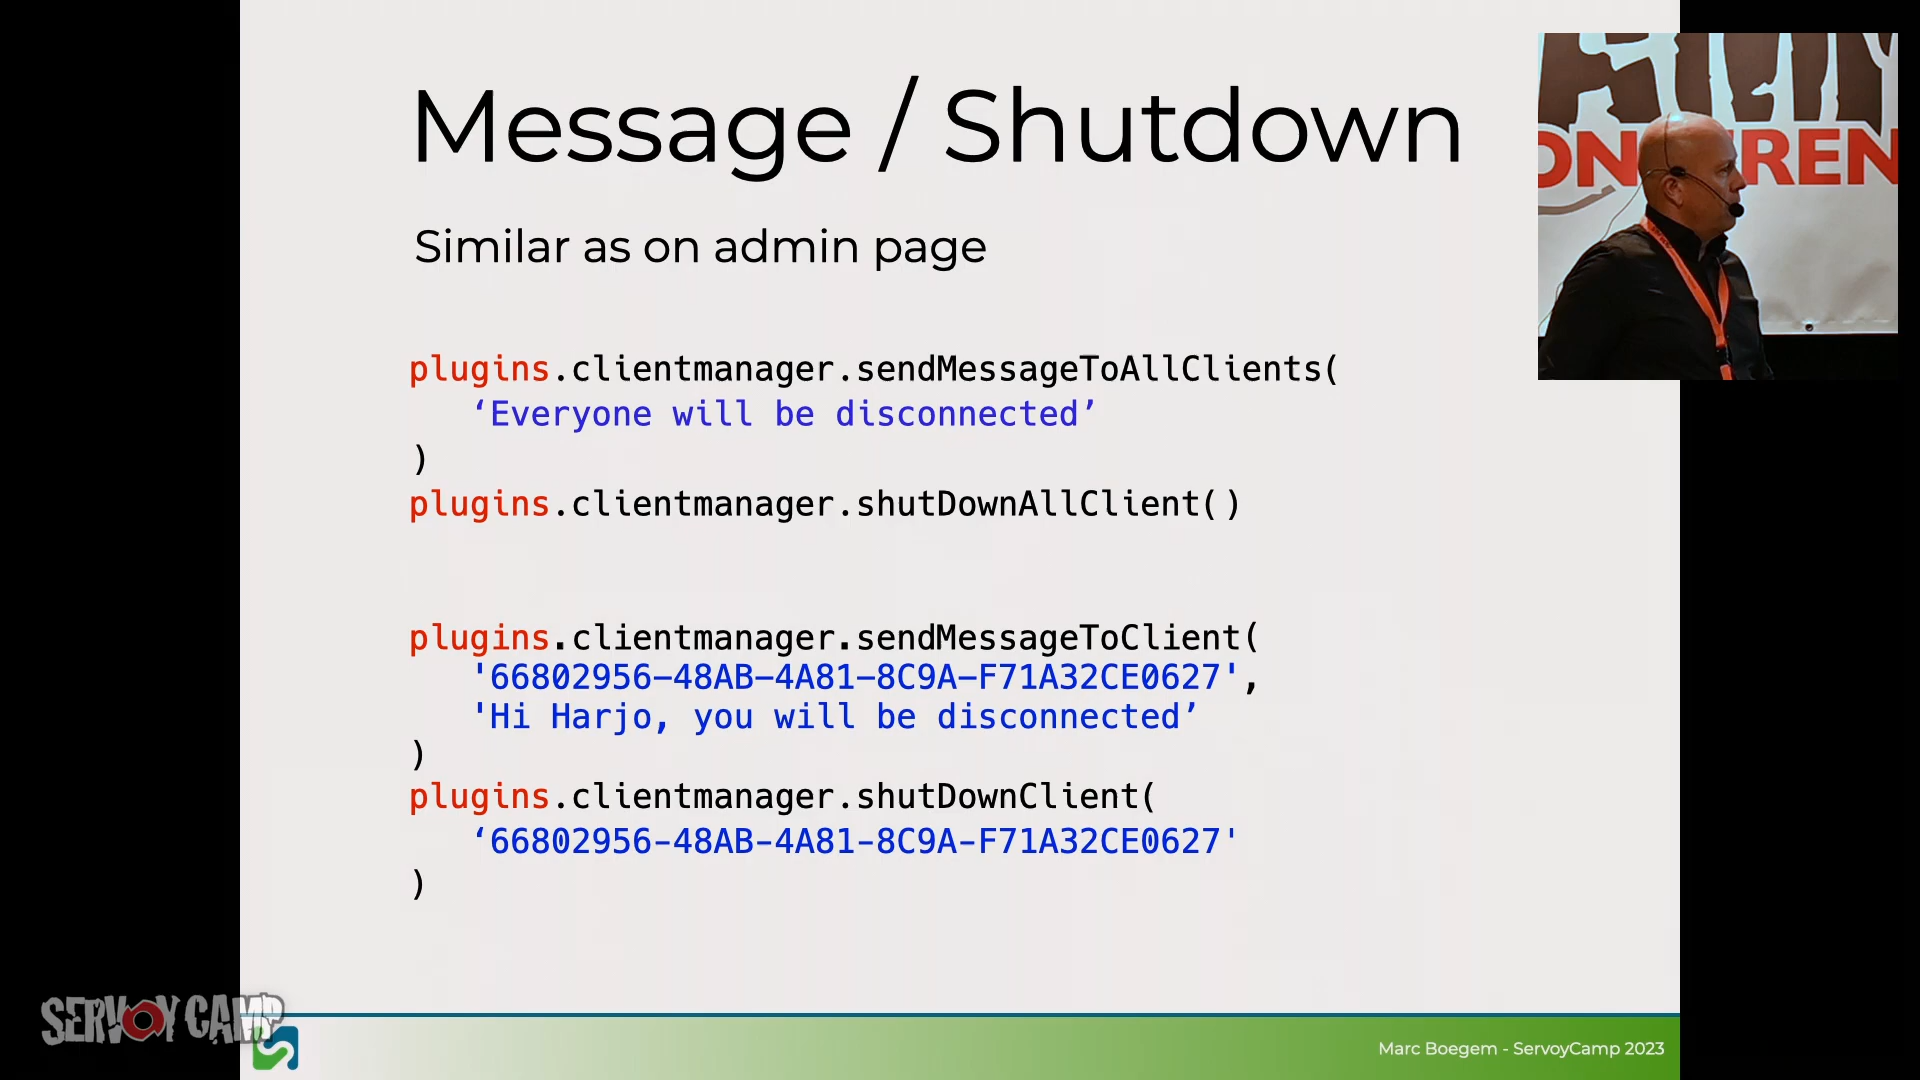 Message / Shutdown
Similar as on admin page
plugins.clientmanager.sendMessageToAllClients(
‘Everyone will be disconnected’
)
plugins.clientmanager.shutDownAllClient()
plugins.clientmanager.sendMessageToClient(
'66802956-48AB-4A81-8C9A-F71A32CE0627',
'Hi Harjo, you will be disconnected’
)
plugins.clientmanager.shutDownClient(
‘66802956-48AB-4A81-8C9A-F71A32CE0627'
)
SERVOY CAMP
Marc Boegem - ServoyCamp 2023